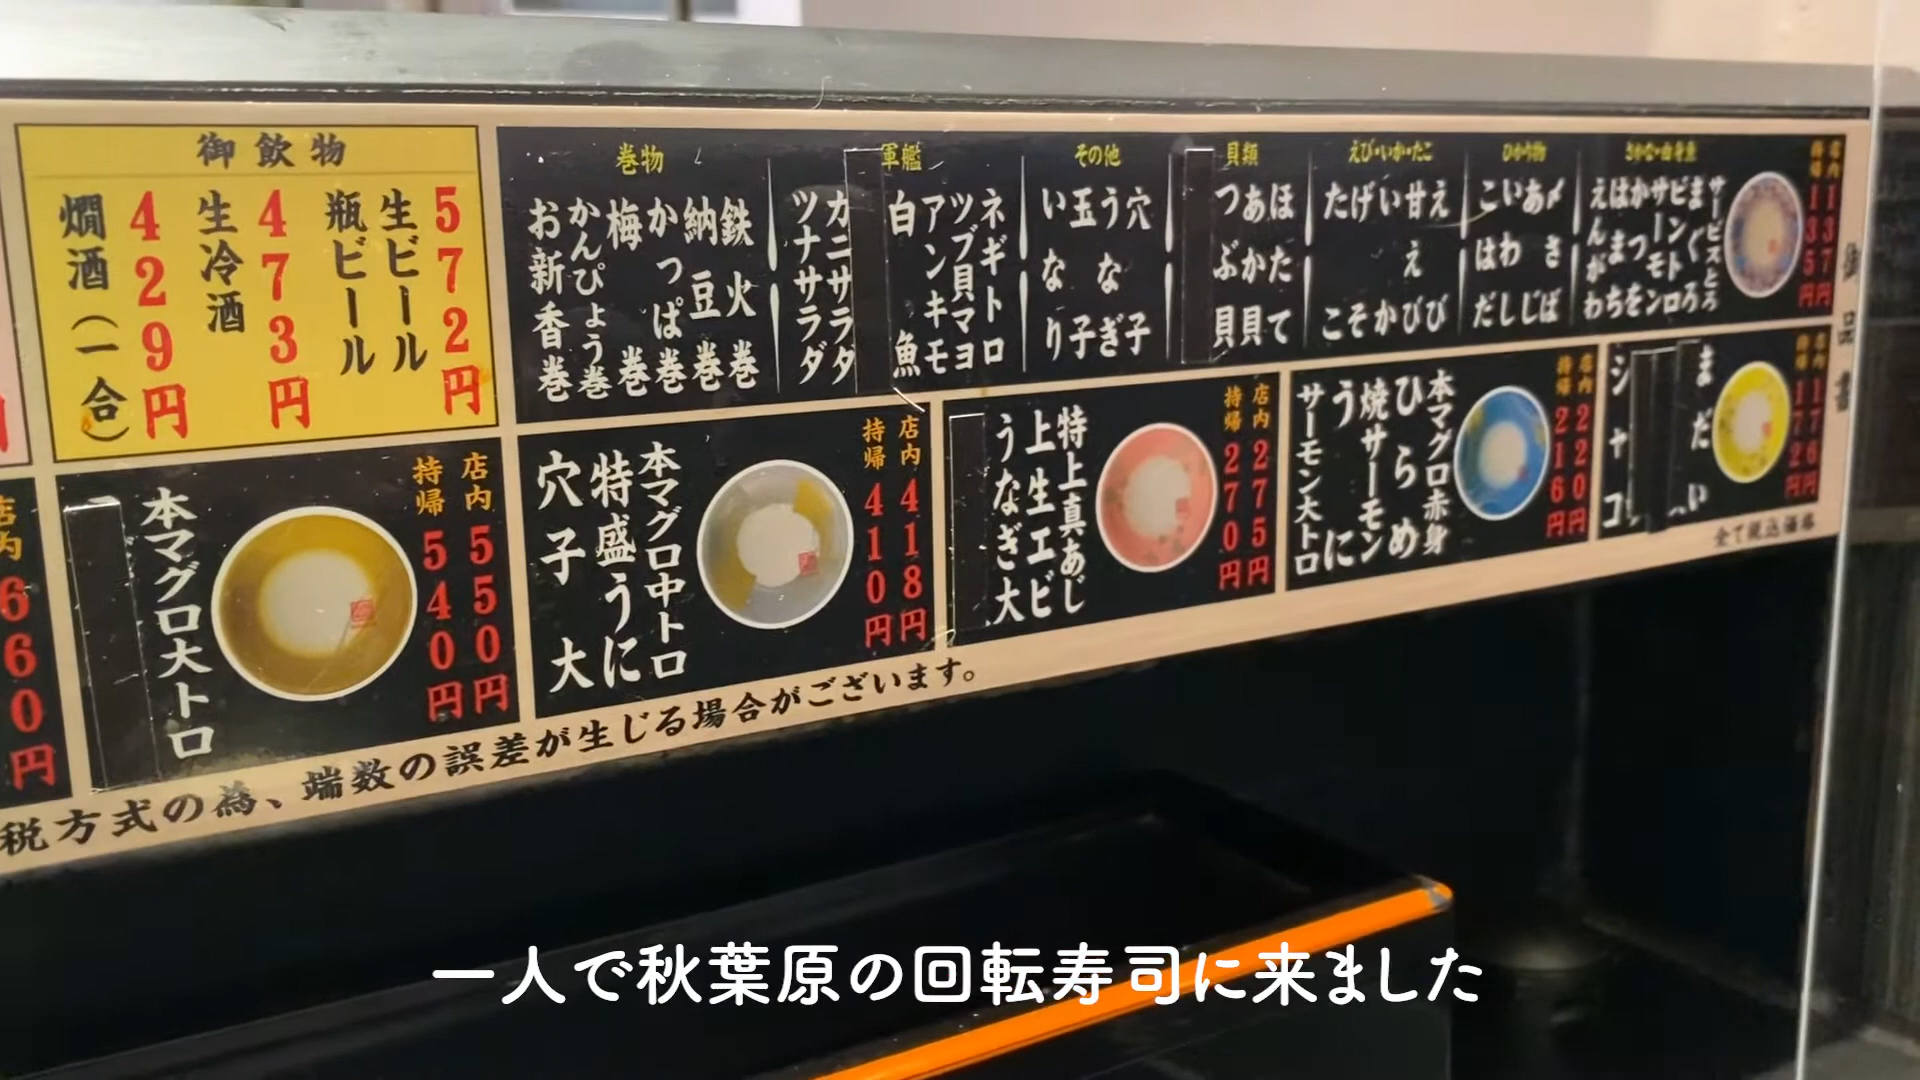 御品書
店内137円
持帰135円
さかな・白身魚
サービスとろ
まぐろ
ビントロ
サーモン
かつを
はまち
えんがわ
ひかり物
〆さば
あじ
いわし
こはだ
えび・いか・たこ
えび
甘えび
いか
げそ
たこ
貝類
ほたて
あか貝
つぶ貝
その他
穴子
うなぎ
玉子
いなり
軍艦
ネギトロ
ツブ貝マヨ
アンキモ
白魚
カニサラダ
ツナサラダ
巻物
鉄火巻
納豆巻
かっぱ巻
梅巻
かんぴょう巻
お新香巻
御飲物
生ビール
瓶ビール
572円
生冷酒
473円
燗酒(一合)
429円
店内176円
持帰172円
まだい
シャコ
店内220円
持帰216円
本マグロ赤身
ひらめ
焼サーモン
うに
サーモン大トロ
店内275円
持帰270円
特上真あじ
上生エビ
うなぎ大
店内418円
持帰410円
本マグロ中トロ
特盛うに
穴子大
店内550円
持帰540円
本マグロ大トロ
店内660円
全て税込価格
税方式の為、端数の誤差が生じる場合がございます。
一人で秋葉原の回転寿司に来ました